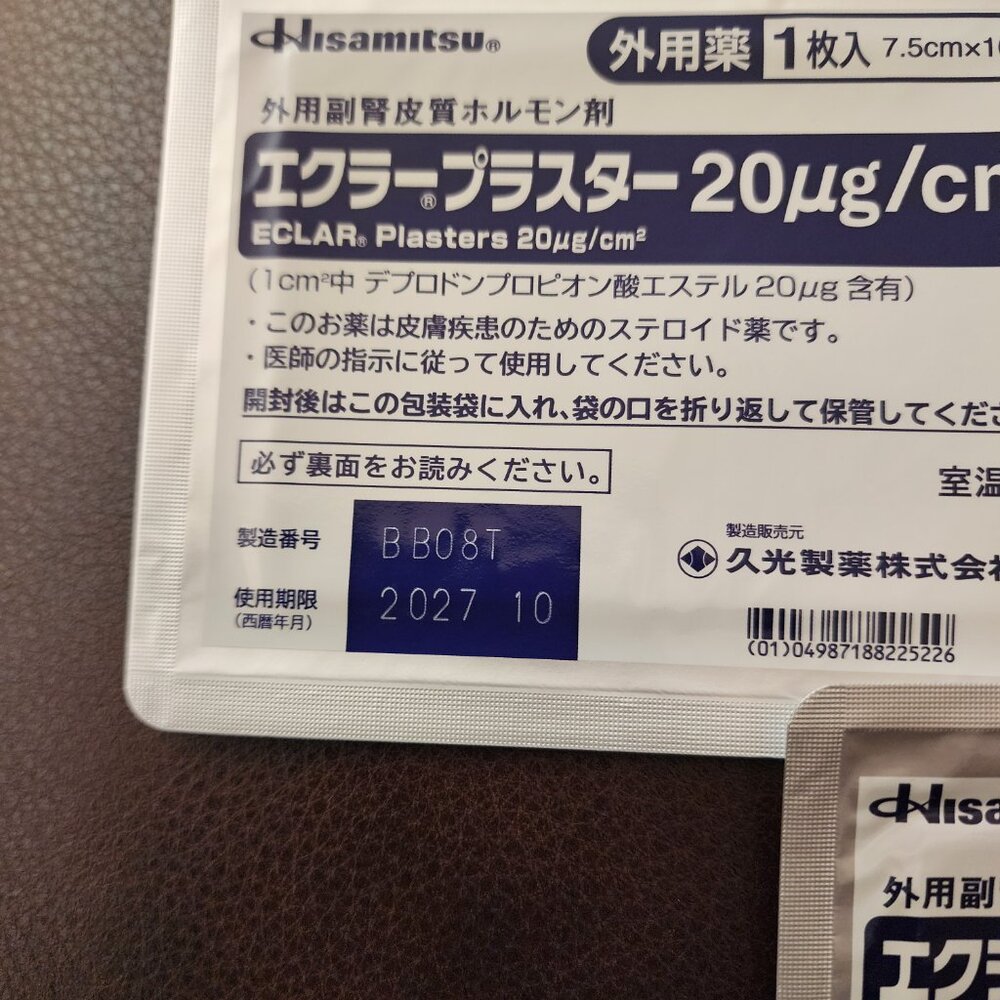 Hisamitsu®
外用薬 1枚入 7.5cm×1
外用副腎皮質ホルモン剤
エクラー®プラスター 20μg/c
ECLAR® Plasters 20μg/cm²
(1cm²中 デプロドンプロピオン酸エステル 20μg 含有)
・このお薬は皮膚疾患のためのステロイド薬です。
・医師の指示に従って使用してください。
開封後はこの包装袋に入れ、袋の口を折り返して保管してくださ
必ず裏面をお読みください。
室温
製造番号 BB08T
使用期限 2027 10
(西暦年月)
製造販売元
久光製薬株式会社
(01)04987188225226
Hisa
外用副
エクラ